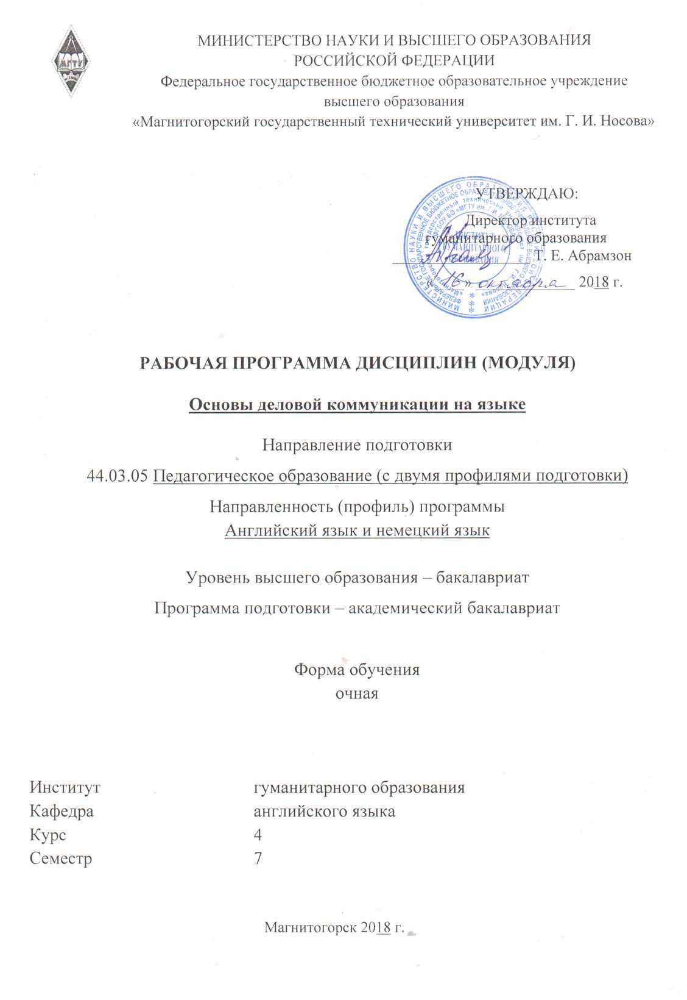 МГТУ
МИНИСТЕРСТВО НАУКИ И ВЫСШЕГО ОБРАЗОВАНИЯ
РОССИЙСКОЙ ФЕДЕРАЦИИ
Федеральное государственное бюджетное образовательное учреждение
высшего образования
«Магнитогорский государственный технический университет им. Г. И. Носова»
УТВЕРЖДАЮ:
Директор института
гуманитарного образования
Т. Е. Абрамзон
«16» октября 2018 г.
РАБОЧАЯ ПРОГРАММА ДИСЦИПЛИН (МОДУЛЯ)
Основы деловой коммуникации на языке
Направление подготовки
44.03.05 Педагогическое образование (с двумя профилями подготовки)
Направленность (профиль) программы
Английский язык и немецкий язык
Уровень высшего образования – бакалавриат
Программа подготовки – академический бакалавриат
Форма обучения
очная
Институт гуманитарного образования
Кафедра английского языка
Курс 4
Семестр 7
Магнитогорск 2018 г.